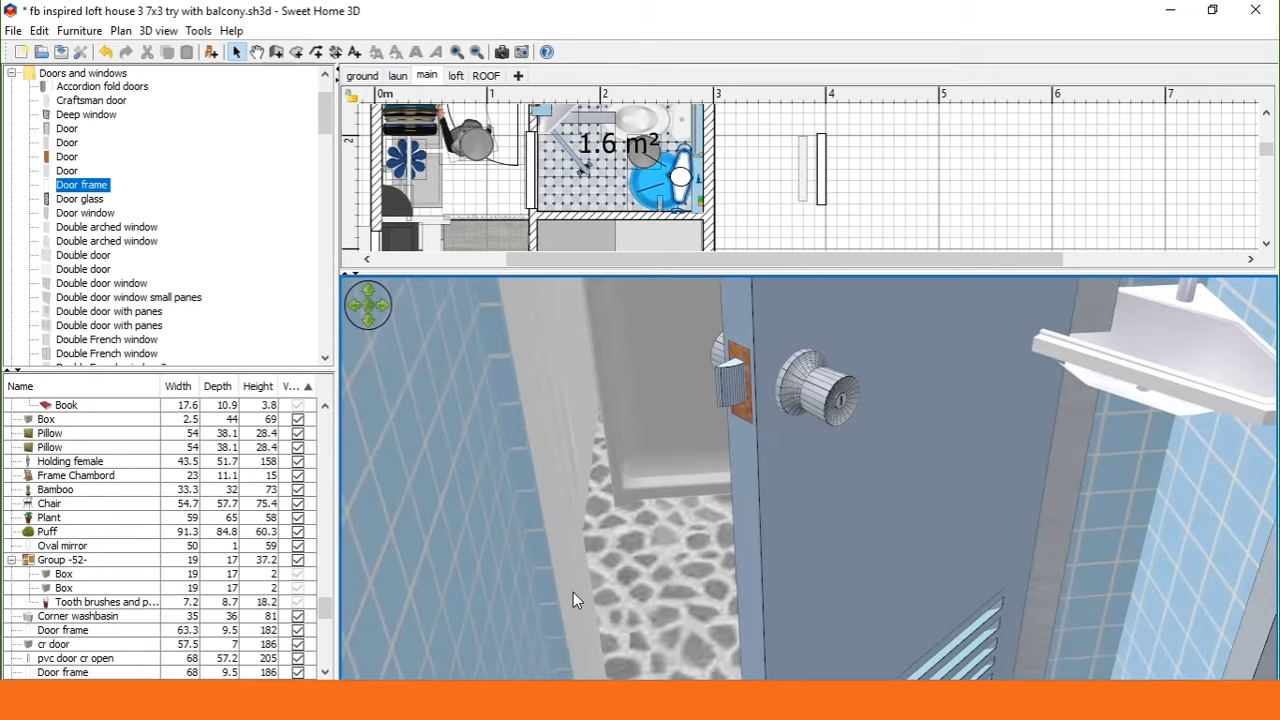 * fb inspired loft house 3 7x3 try with balcony.sh3d - Sweet Home 3D
File Edit Furniture Plan 3D view Tools Help
Doors and windows
Accordion fold doors
Craftsman door
Deep window
Door
Door
Door
Door
Door frame
Door glass
Door window
Double arched window
Double arched window
Double door
Double door
Double door window
Double door window small panes
Double door with panes
Double door with panes
Double French window
Double French window
ground laun main loft ROOF
0m 1 2 3 4 5 6 7
2
1.6 m²
Name Width Depth Height V...
Book 17.6 10.9 3.8
Box 2.5 44 69
Pillow 54 38.1 28.4
Pillow 54 38.1 28.4
Holding female 43.5 51.7 158
Frame Chambord 23 11.1 15
Bamboo 33.3 32 73
Chair 54.7 57.7 75.4
Plant 59 65 58
Puff 91.3 84.8 60.3
Oval mirror 50 1 59
Group -52- 19 17 37.2
Box 19 17 2
Box 19 17 2
Tooth brushes and p... 7.2 8.7 18.2
Corner washbasin 35 36 81
Door frame 63.3 9.5 182
cr door 57.5 7 186
pvc door cr open 68 57.2 205
Door frame 68 9.5 186